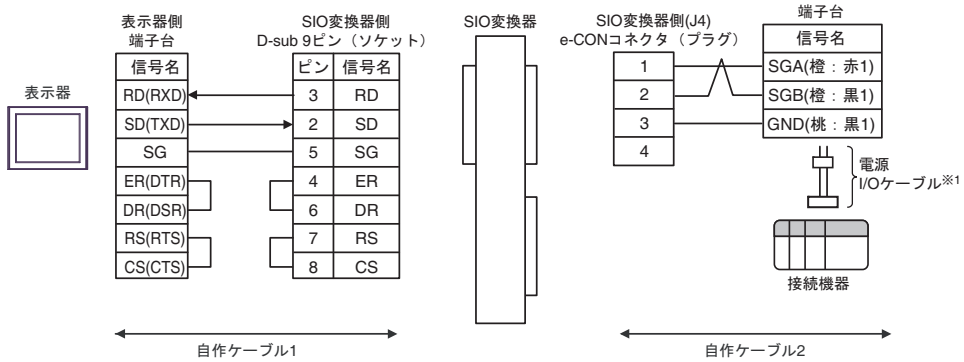 表示器
表示器側
端子台
信号名
RD(RXD)
SD(TXD)
SG
ER(DTR)
DR(DSR)
RS(RTS)
CS(CTS)
SIO変換器側
D-sub 9ピン（ソケット）
ピン 信号名
3 RD
2 SD
5 SG
4 ER
6 DR
7 RS
8 CS
自作ケーブル1
SIO変換器
SIO変換器側(J4)
e-CONコネクタ（プラグ）
1
2
3
4
端子台
信号名
SGA(橙：赤1)
SGB(橙：黒1)
GND(桃：黒1)
電源
I/Oケーブル※1
接続機器
自作ケーブル2